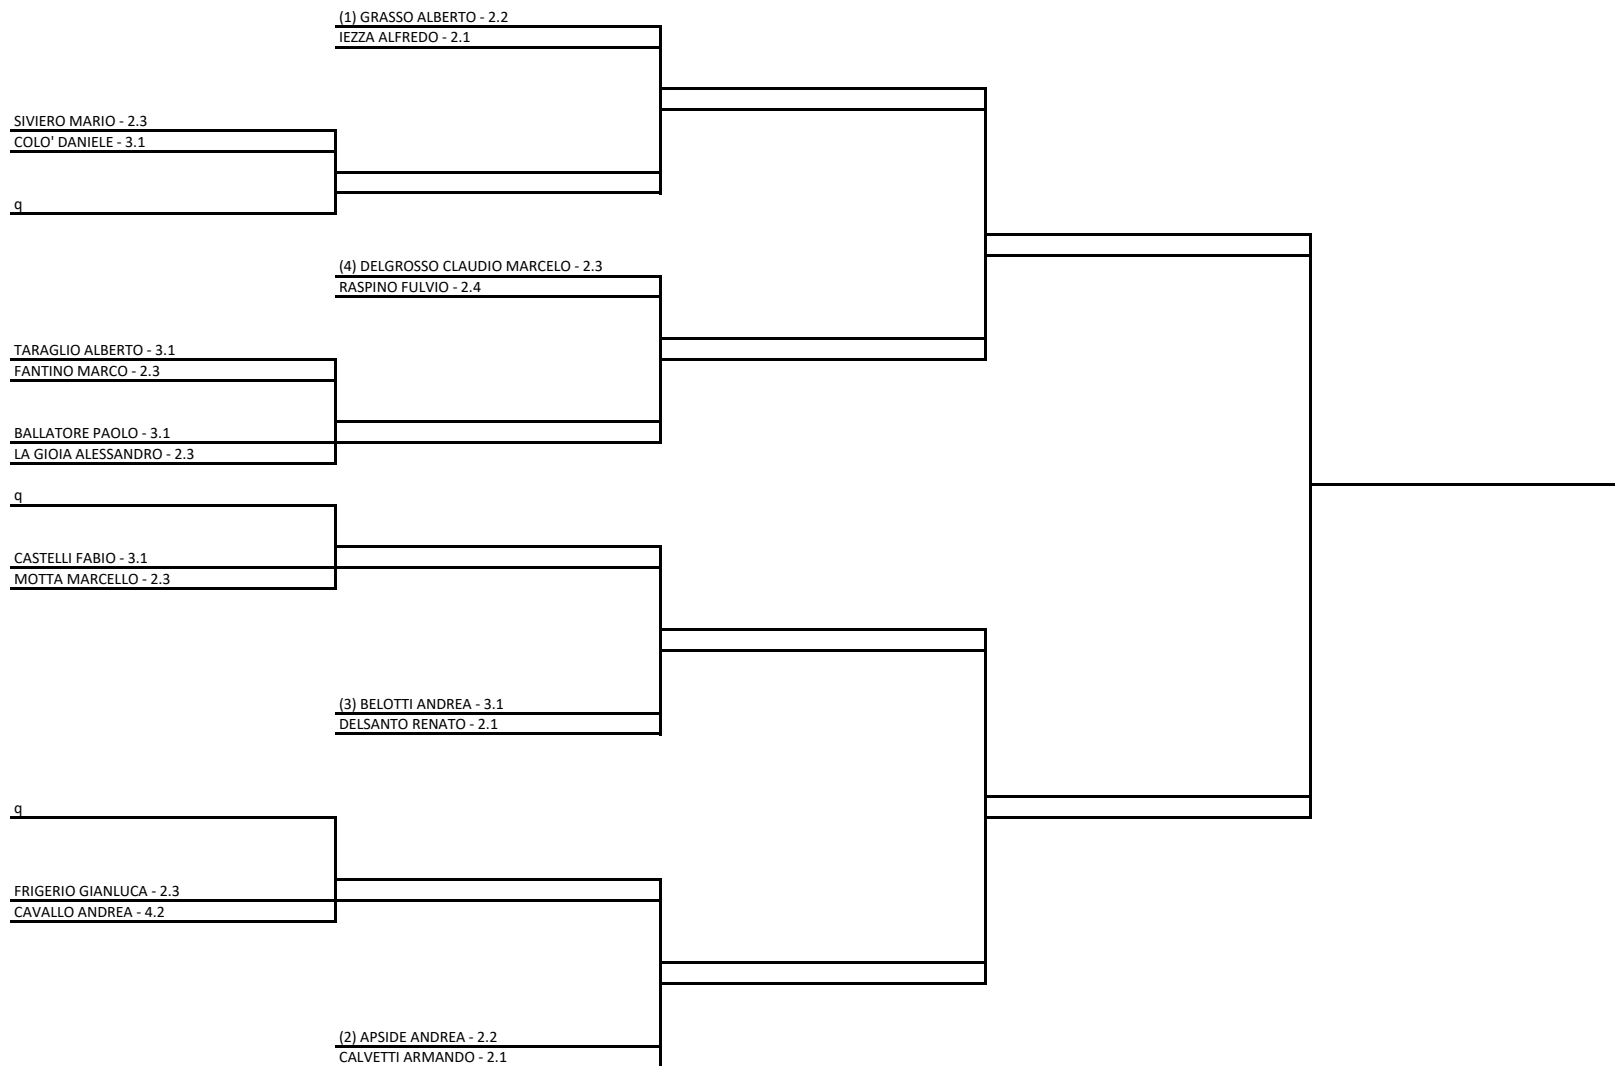 (1) GRASSO ALBERTO - 2.2
IEZZA ALFREDO - 2.1
SIVIERO MARIO - 2.3
COLO' DANIELE - 3.1
q
(4) DELGROSSO CLAUDIO MARCELO - 2.3
RASPINO FULVIO - 2.4
TARAGLIO ALBERTO - 3.1
FANTINO MARCO - 2.3
BALLATORE PAOLO - 3.1
LA GIOIA ALESSANDRO - 2.3
q
CASTELLI FABIO - 3.1
MOTTA MARCELLO - 2.3
(3) BELOTTI ANDREA - 3.1
DELSANTO RENATO - 2.1
q
FRIGERIO GIANLUCA - 2.3
CAVALLO ANDREA - 4.2
(2) APSIDE ANDREA - 2.2
CALVETTI ARMANDO - 2.1